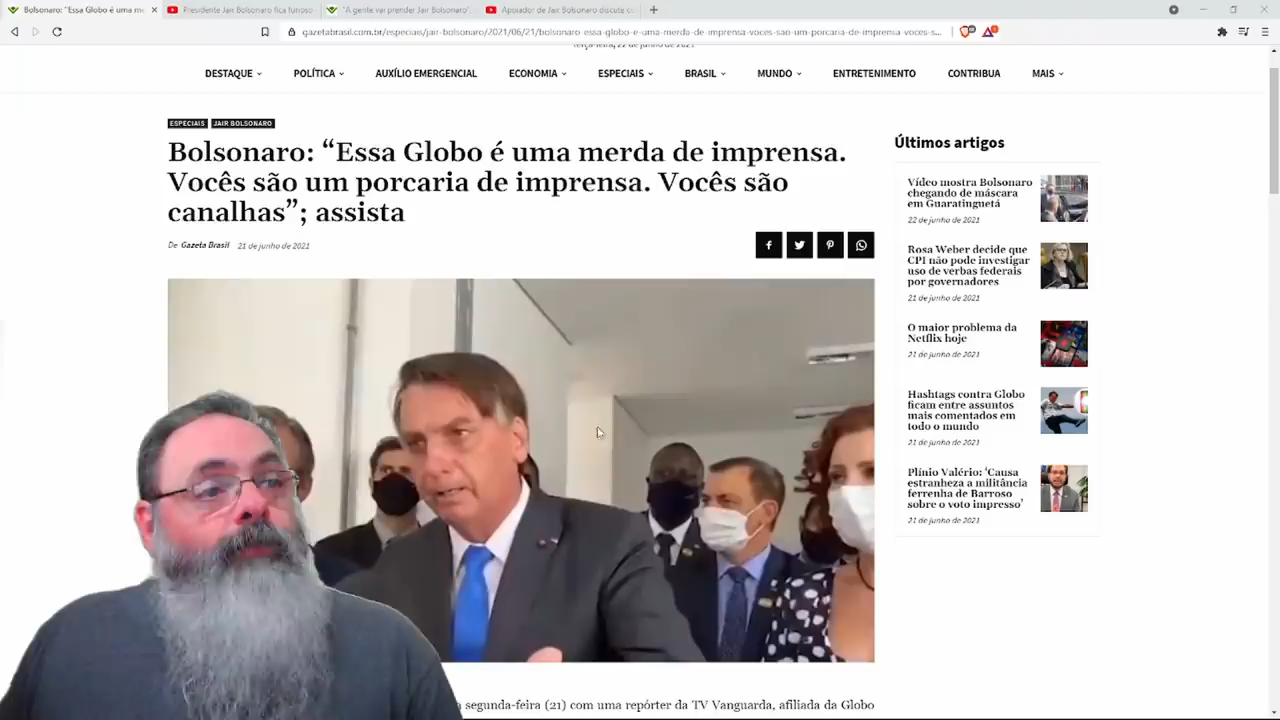 Bolsonaro: "Essa Globo é uma me
Presidente Jair Bolsonaro fica furioso
"A gente vai prender Jair Bolsonaro",
Apoiador de Jair Bolsonaro discute c
gazetabrasil.com.br/especiais/jair-bolsonaro/2021/06/21/bolsonaro-essa-globo-e-uma-merda-de-imprensa-voces-sao-um-porcaria-de-imprensa-voces-s...
terça-feira, 22 de junho de 2021
DESTAQUE POLÍTICA AUXÍLIO EMERGENCIAL ECONOMIA ESPECIAIS BRASIL MUNDO ENTRETENIMENTO CONTRIBUA MAIS
ESPECIAIS JAIR BOLSONARO
Bolsonaro: “Essa Globo é uma merda de imprensa.
Vocês são um porcaria de imprensa. Vocês são
canalhas”; assista
De Gazeta Brasil 21 de junho de 2021
segunda-feira (21) com uma repórter da TV Vanguarda, afiliada da Globo
Últimos artigos
Vídeo mostra Bolsonaro
chegando de máscara
em Guaratinguetá
22 de junho de 2021
Rosa Weber decide que
CPI não pode investigar
uso de verbas federais
por governadores
21 de junho de 2021
O maior problema da
Netflix hoje
21 de junho de 2021
Hashtags contra Globo
ficam entre assuntos
mais comentados em
todo o mundo
21 de junho de 2021
Plínio Valério: ‘Causa
estranheza a militância
ferrenha de Barroso
sobre o voto impresso’
21 de junho de 2021